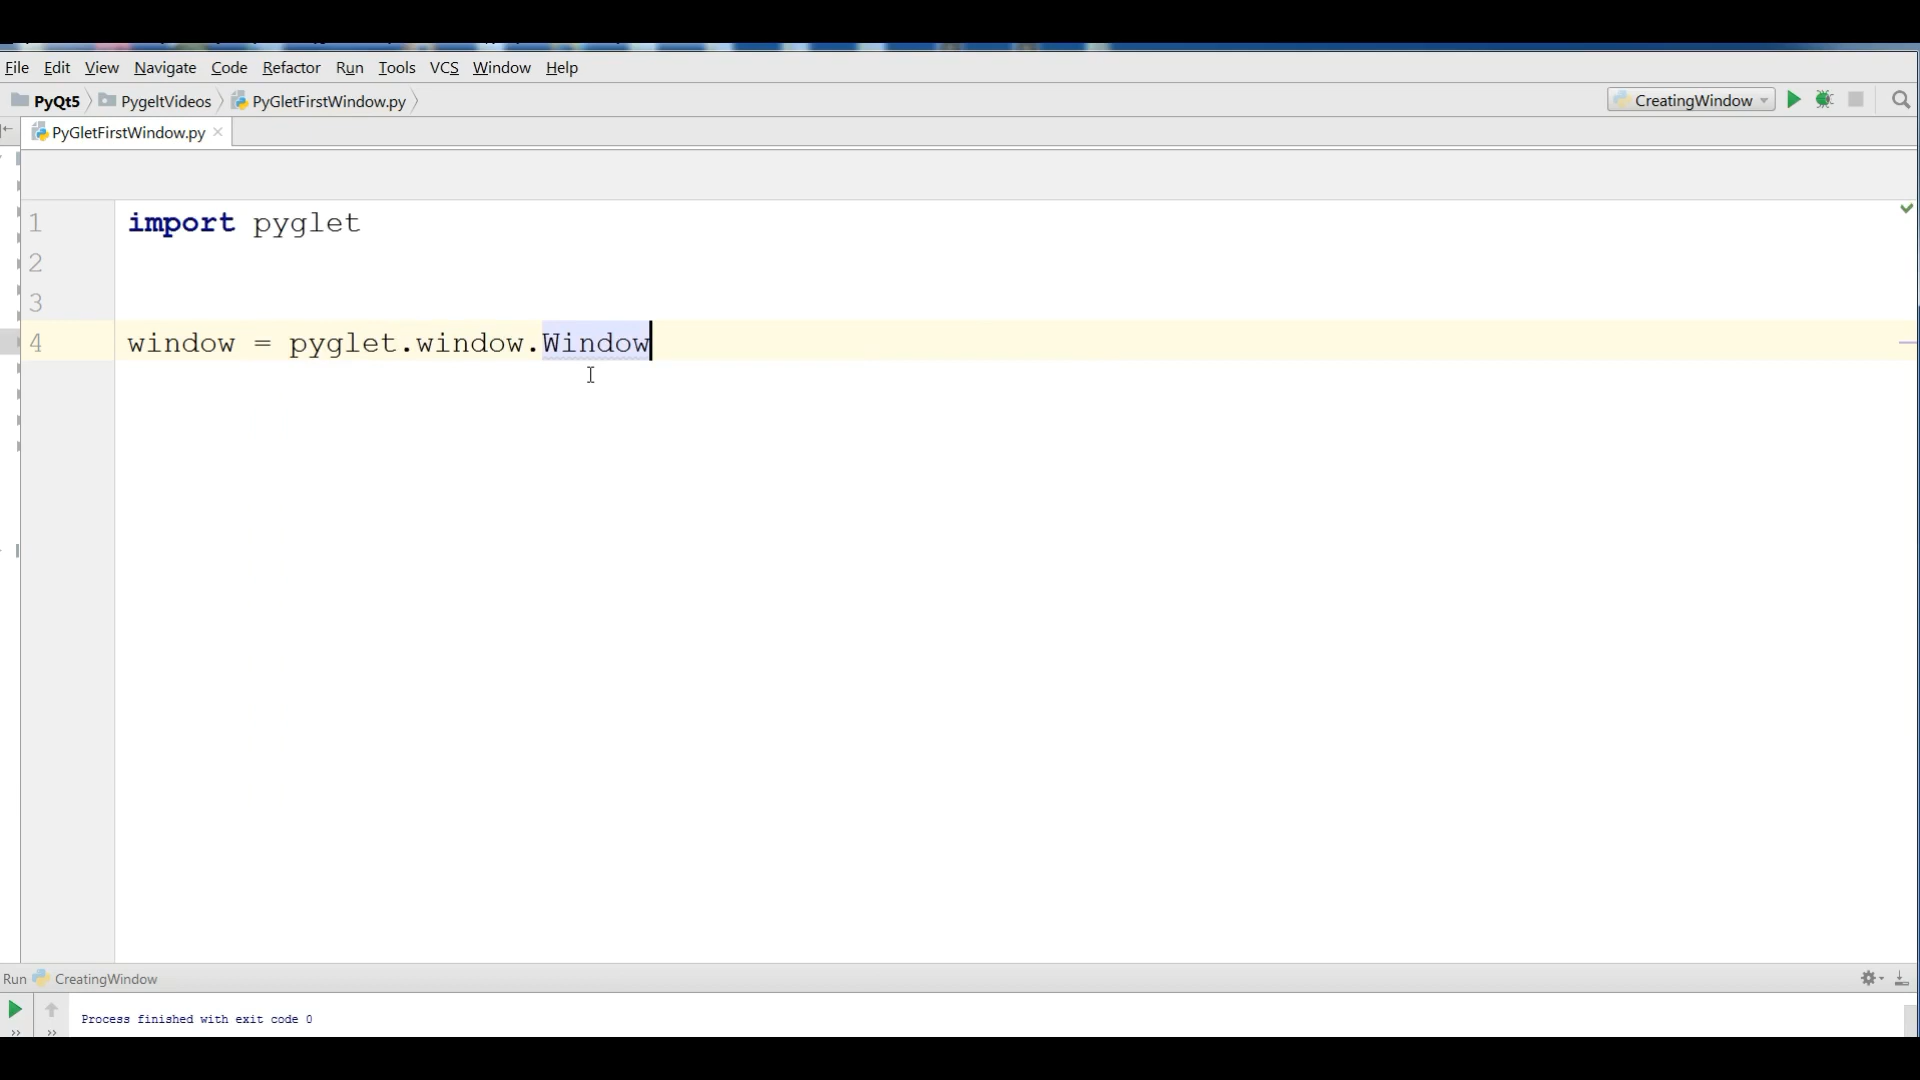 File Edit View Navigate Code Refactor Run Tools VCS Window Help
PyQt5 PygeltVideos PyGletFirstWindow.py CreatingWindow
PyGletFirstWindow.py
1 import pyglet
2
3
4 window = pyglet.window.Window
Run CreatingWindow
Process finished with exit code 0